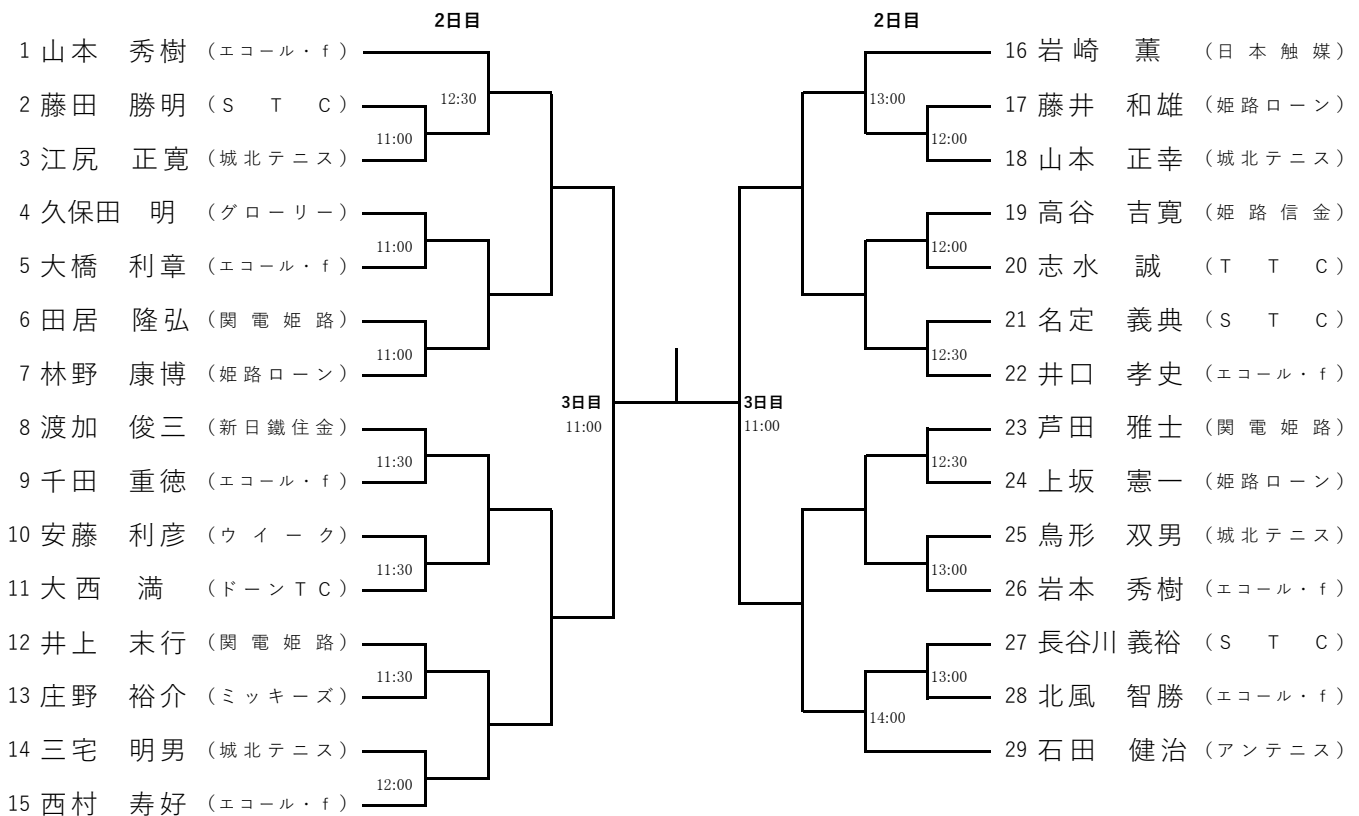 2日目
1 山本 秀樹 (エコール・f)
12:30
2 藤田 勝明 (S T C)
11:00
3 江尻 正寛 (城北テニス)
4 久保田 明 (グローリー)
11:00
5 大橋 利章 (エコール・f)
6 田居 隆弘 (関電姫路)
11:00
7 林野 康博 (姫路ローン)
3日目
11:00
8 渡加 俊三 (新日鐵住金)
11:30
9 千田 重徳 (エコール・f)
10 安藤 利彦 (ウイーク)
11:30
11 大西 満 (ドーンTC)
12 井上 末行 (関電姫路)
11:30
13 庄野 裕介 (ミッキーズ)
14 三宅 明男 (城北テニス)
12:00
15 西村 寿好 (エコール・f)
2日目
16 岩崎 薫 (日本触媒)
13:00
17 藤井 和雄 (姫路ローン)
12:00
18 山本 正幸 (城北テニス)
19 高谷 吉寛 (姫路信金)
12:00
20 志水 誠 (T T C)
21 名定 義典 (S T C)
12:30
22 井口 孝史 (エコール・f)
3日目
11:00
23 芦田 雅士 (関電姫路)
12:30
24 上坂 憲一 (姫路ローン)
25 鳥形 双男 (城北テニス)
13:00
26 岩本 秀樹 (エコール・f)
27 長谷川 義裕 (S T C)
13:00
28 北風 智勝 (エコール・f)
14:00
29 石田 健治 (アンテニス)